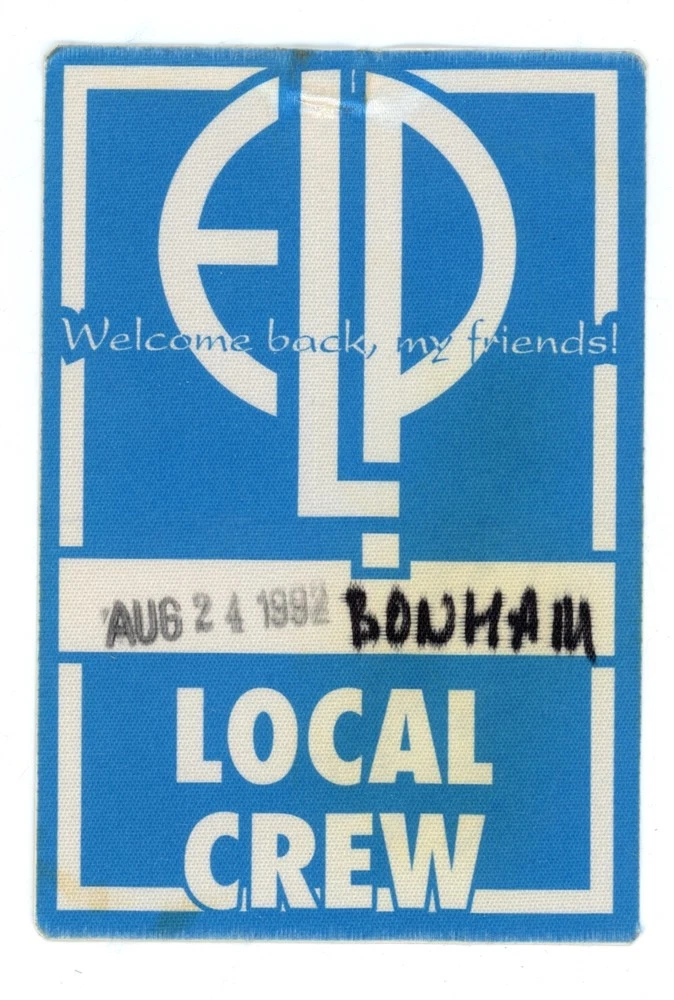 ELP
Welcome back, my friends!
AUG 24 1992 BONHAM
LOCAL
CREW